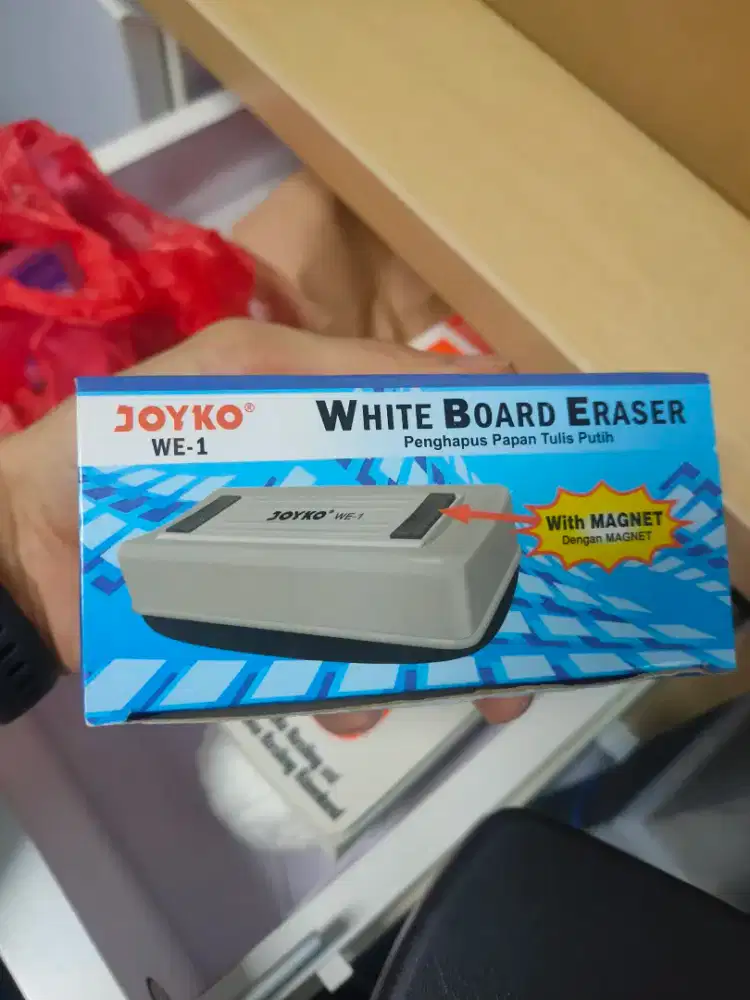 JOYKO®
WE-1
WHITE BOARD ERASER
Penghapus Papan Tulis Putih
JOYKO® WE-1
With MAGNET
Dengan MAGNET